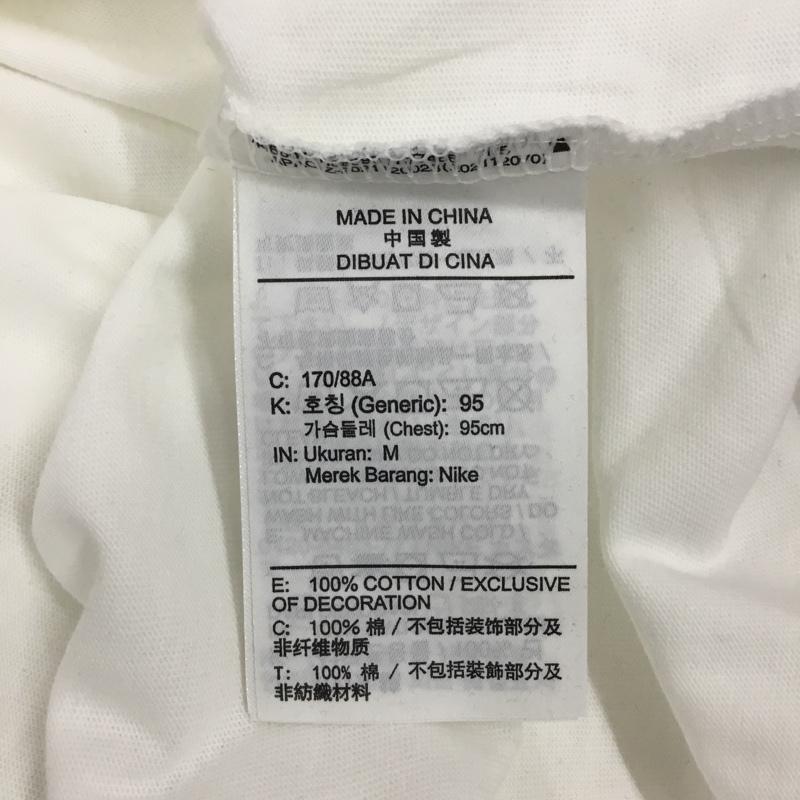 MADE IN CHINA
中国製
DIBUAT DI CINA
C: 170/88A
K: 호칭 (Generic): 95
가슴둘레 (Chest): 95cm
IN: Ukuran: M
Merek Barang: Nike
E: 100% COTTON / EXCLUSIVE
OF DECORATION
C: 100% 棉 / 不包括装饰部分及
非纤维物质
T: 100% 棉 / 不包括裝飾部分及
非紡織材料